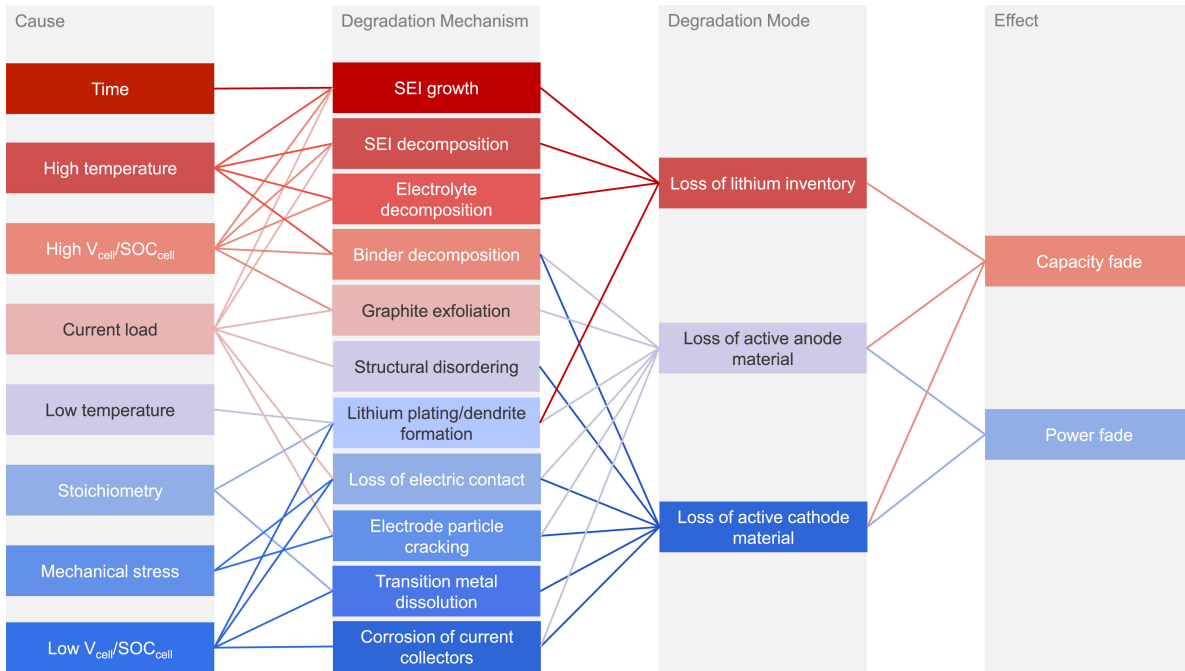 Cause
Degradation Mechanism
Degradation Mode
Effect
Time
High temperature
High Vcell/SOCcell
Current load
Low temperature
Stoichiometry
Mechanical stress
Low Vcell/SOCcell
SEI growth
SEI decomposition
Electrolyte
decomposition
Binder decomposition
Graphite exfoliation
Structural disordering
Lithium plating/dendrite
formation
Loss of electric contact
Electrode particle
cracking
Transition metal
dissolution
Corrosion of current
collectors
Loss of lithium inventory
Loss of active anode
material
Loss of active cathode
material
Capacity fade
Power fade